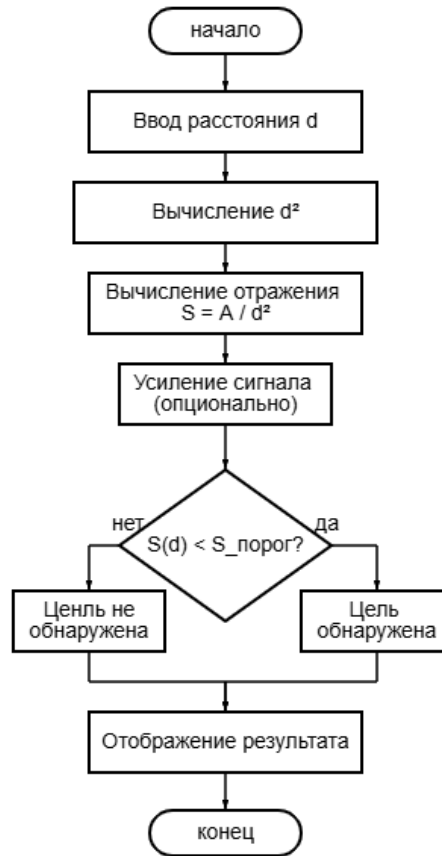 начало
Ввод расстояния d
Вычисление d²
Вычисление отражения
S = A / d²
Усиление сигнала
(опционально)
нет
да
S(d) < S_порог?
Ценль не
обнаружена
Цель
обнаружена
Отображение результата
конец